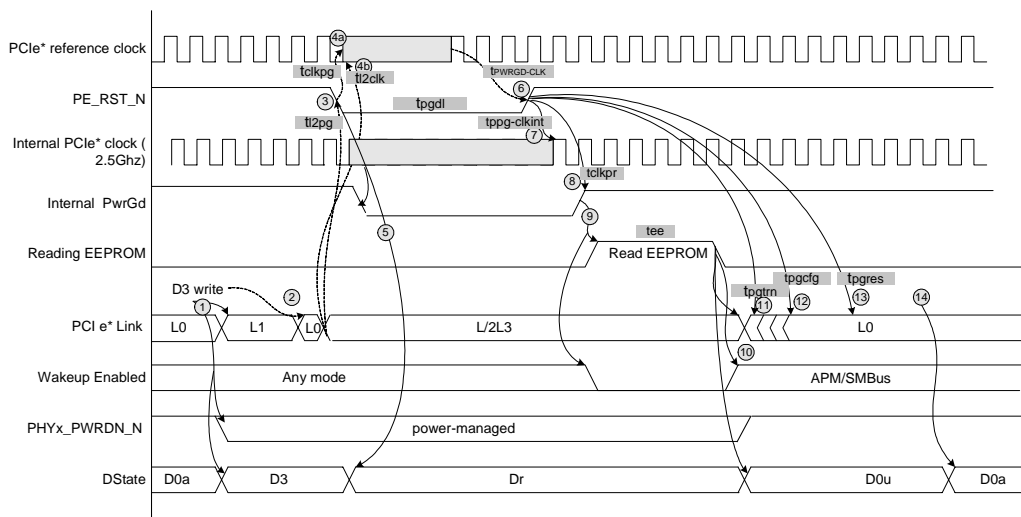 PCIe* reference clock
4a
tclkpg
4b
tl2clk
tPWRGD-CLK
PE_RST_N
3
6
tl2pg
tpgdl
tppg-clkint
Internal PCIe* clock (
2.5Ghz)
7
tclkpr
Internal PwrGd
8
5
9
Reading EEPROM
tee
Read EEPROM
D3 write
1
2
tpgtrn
tpgcfg
tpgres
11
12
13
14
PCI e* Link
L0
L1
L0
L/2L3
L0
10
Wakeup Enabled
Any mode
APM/SMBus
PHYx_PWRDN_N
power-managed
DState
D0a
D3
Dr
D0u
D0a